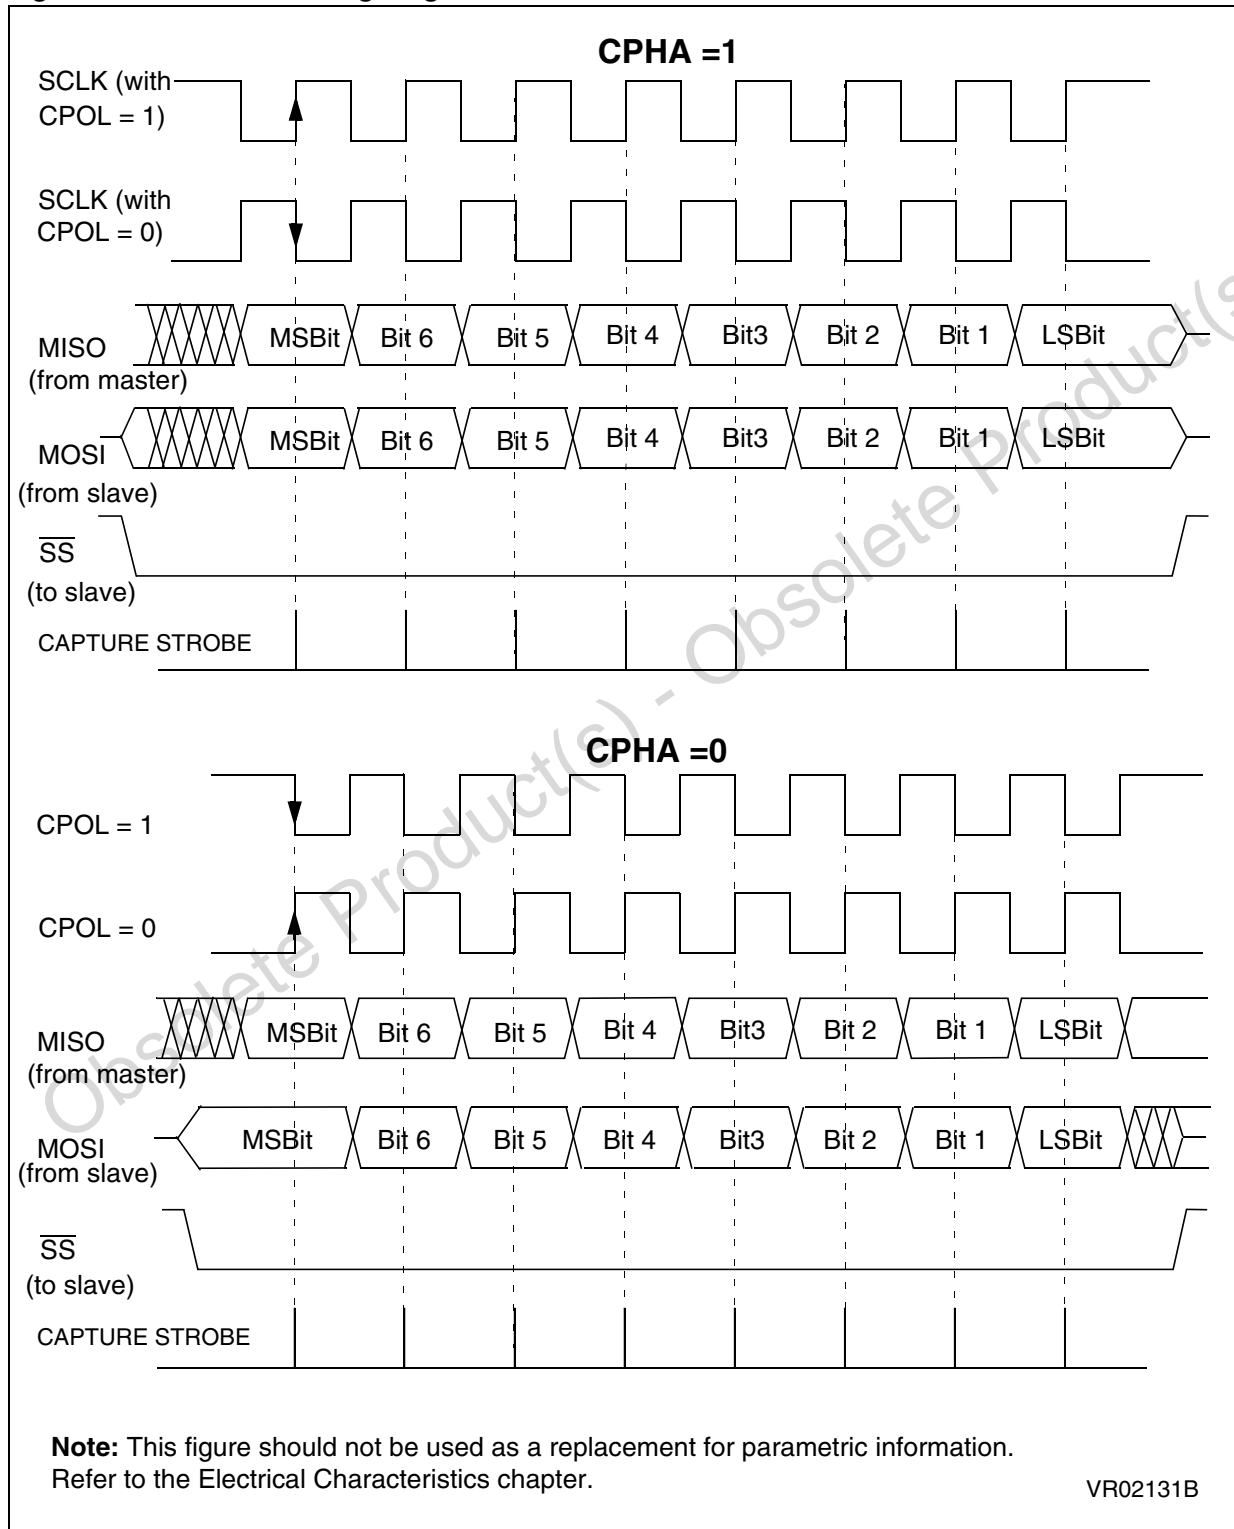 CPHA =1
SCLK (with
CPOL = 1)
SCLK (with
CPOL = 0)
MISO
(from master)
MSBit Bit 6 Bit 5 Bit 4 Bit3 Bit 2 Bit 1 LSBit
MOSI
(from slave)
MSBit Bit 6 Bit 5 Bit 4 Bit3 Bit 2 Bit 1 LSBit
SS
(to slave)
CAPTURE STROBE
CPHA =0
CPOL = 1
CPOL = 0
MISO
(from master)
MSBit Bit 6 Bit 5 Bit 4 Bit3 Bit 2 Bit 1 LSBit
MOSI
(from slave)
MSBit Bit 6 Bit 5 Bit 4 Bit3 Bit 2 Bit 1 LSBit
SS
(to slave)
CAPTURE STROBE
Note: This figure should not be used as a replacement for parametric information.
Refer to the Electrical Characteristics chapter.
VR02131B
Obsolete Product(s) - Obsolete Product(s